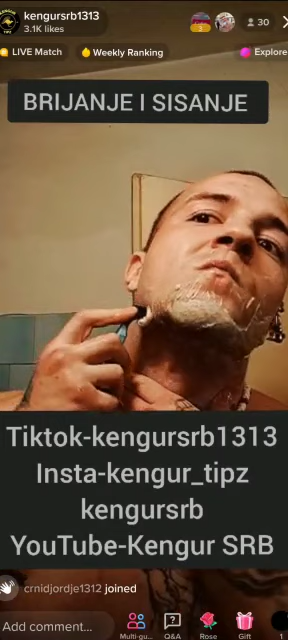 kengursrb1313
3.1K likes
30
LIVE Match
Weekly Ranking
Explore
BRIJANJE I SISANJE
Tiktok-kengursrb1313
Insta-kengur_tipz
kengursrb
YouTube-Kengur SRB
crnidjordje1312 joined
Add comment...
Multi-gu...
Q&A
Rose
Gift
1